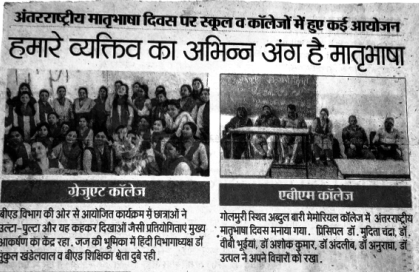 अंतरराष्ट्रीय मातृभाषा दिवस पर स्कूल व कॉलेजों में हुए कई आयोजन
हमारे व्यक्तिव का अभिन्न अंग है मातृभाषा
ग्रेजुएट कॉलेज
बीएड विभाग की ओर से आयोजित कार्यक्रम में छात्राओं ने
उल्टा-पुल्टा और यह कहकर दिखाओ जैसी प्रतियोगिताएं मुख्य
आकर्षण का केंद्र रहा. जज की भूमिका में हिंदी विभागाध्यक्ष डॉ
मुकुल खंडेलवाल व बीएड शिक्षिका श्वेता दुबे रही.
एबीएम कॉलेज
गोलमुरी स्थित अब्दुल बारी मेमोरियल कॉलेज में अंतरराष्ट्रीय
मातृभाषा दिवस मनाया गया. प्रिंसिपल डॉ. मुदिता चंद्रा, डॉ.
वीबी भूईयां, डॉ अशोक कुमार, डॉ अंदलीब, डॉ अनुराधा, डॉ
उत्पल ने अपने विचारों को रखा.